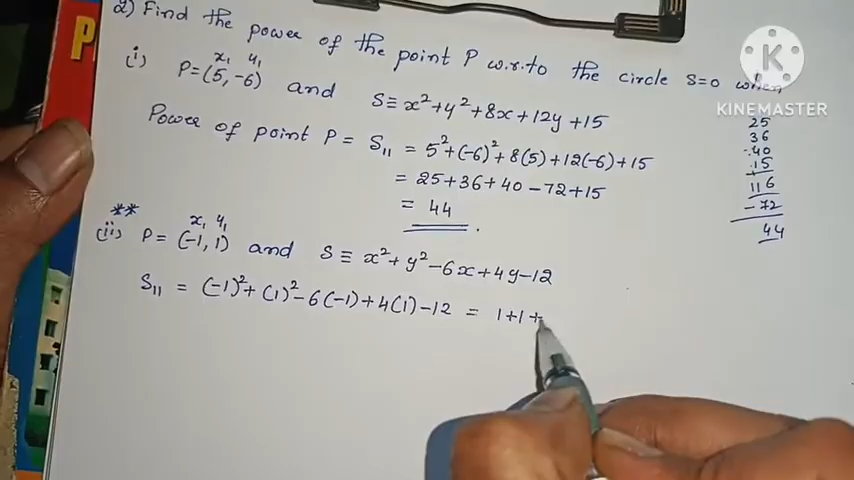 2) Find the power of the point P w.r.to the circle S=0 when
(i) P=(5,-6) and S≡x²+y²+8x+12y+15
x₁ y₁
Power of point P = S₁₁ = 5²+(-6)²+8(5)+12(-6)+15
= 25+36+40-72+15
= 44.
25
36
40
15
116
-72
44
**
(ii) P=(-1,1) and S≡x²+y²-6x+4y-12
x₁ y₁
S₁₁ = (-1)²+(1)²-6(-1)+4(1)-12 = 1+1+
K
KINEMASTER